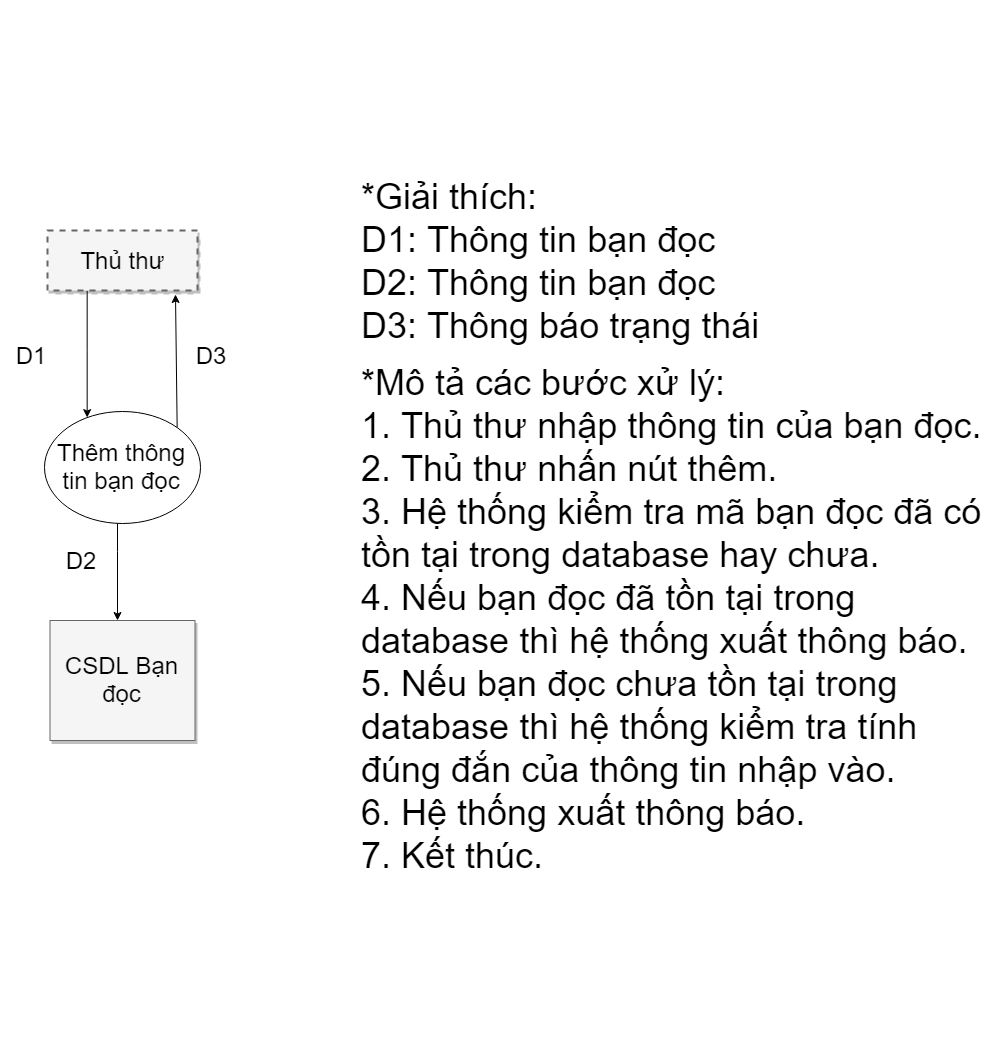 Thủ thư
D1
D3
Thêm thông
tin bạn đọc
D2
CSDL Bạn
đọc
*Giải thích:
D1: Thông tin bạn đọc
D2: Thông tin bạn đọc
D3: Thông báo trạng thái
*Mô tả các bước xử lý:
1. Thủ thư nhập thông tin của bạn đọc.
2. Thủ thư nhấn nút thêm.
3. Hệ thống kiểm tra mã bạn đọc đã có
tồn tại trong database hay chưa.
4. Nếu bạn đọc đã tồn tại trong
database thì hệ thống xuất thông báo.
5. Nếu bạn đọc chưa tồn tại trong
database thì hệ thống kiểm tra tính
đúng đắn của thông tin nhập vào.
6. Hệ thống xuất thông báo.
7. Kết thúc.